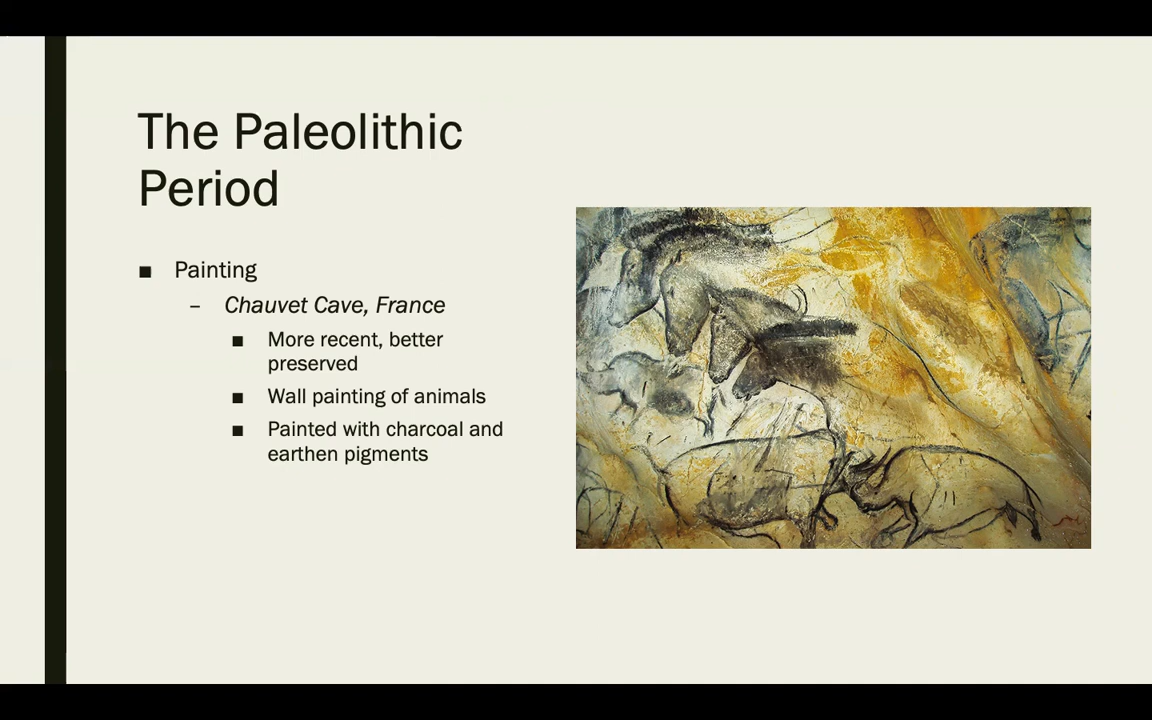 The Paleolithic
Period
■ Painting
– Chauvet Cave, France
■ More recent, better
preserved
■ Wall painting of animals
■ Painted with charcoal and
earthen pigments